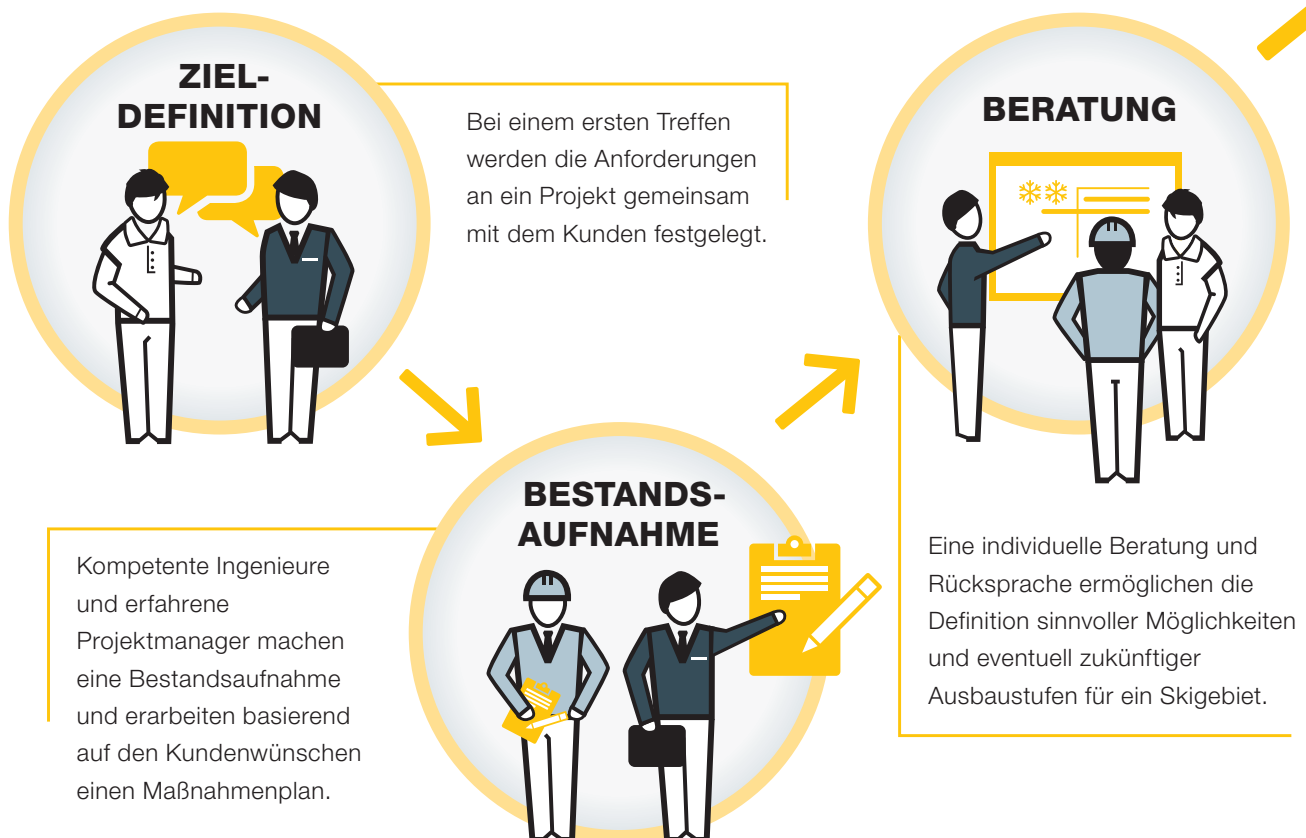 ZIEL-
DEFINITION
Bei einem ersten Treffen
werden die Anforderungen
an ein Projekt gemeinsam
mit dem Kunden festgelegt.
BESTANDS-
AUFNAHME
Kompetente Ingenieure
und erfahrene
Projektmanager machen
eine Bestandsaufnahme
und erarbeiten basierend
auf den Kundenwünschen
einen Maßnahmenplan.
BERATUNG
Eine individuelle Beratung und
Rücksprache ermöglichen die
Definition sinnvoller Möglichkeiten
und eventuell zukünftiger
Ausbaustufen für ein Skigebiet.